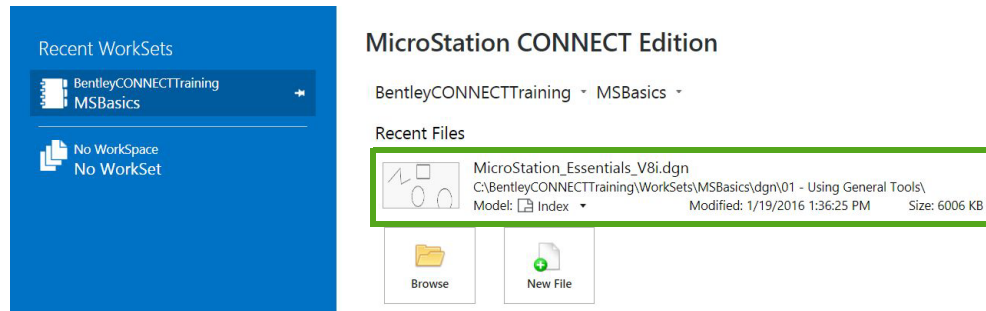 Recent WorkSets
BentleyCONNECTTraining
MSBasics
No WorkSpace
No WorkSet
MicroStation CONNECT Edition
BentleyCONNECTTraining MSBasics
Recent Files
MicroStation_Essentials_V8i.dgn
C:\BentleyCONNECTTraining\WorkSets\MSBasics\dgn\01 - Using General Tools\
Model: Index Modified: 1/19/2016 1:36:25 PM Size: 6006 KB
Browse
New File